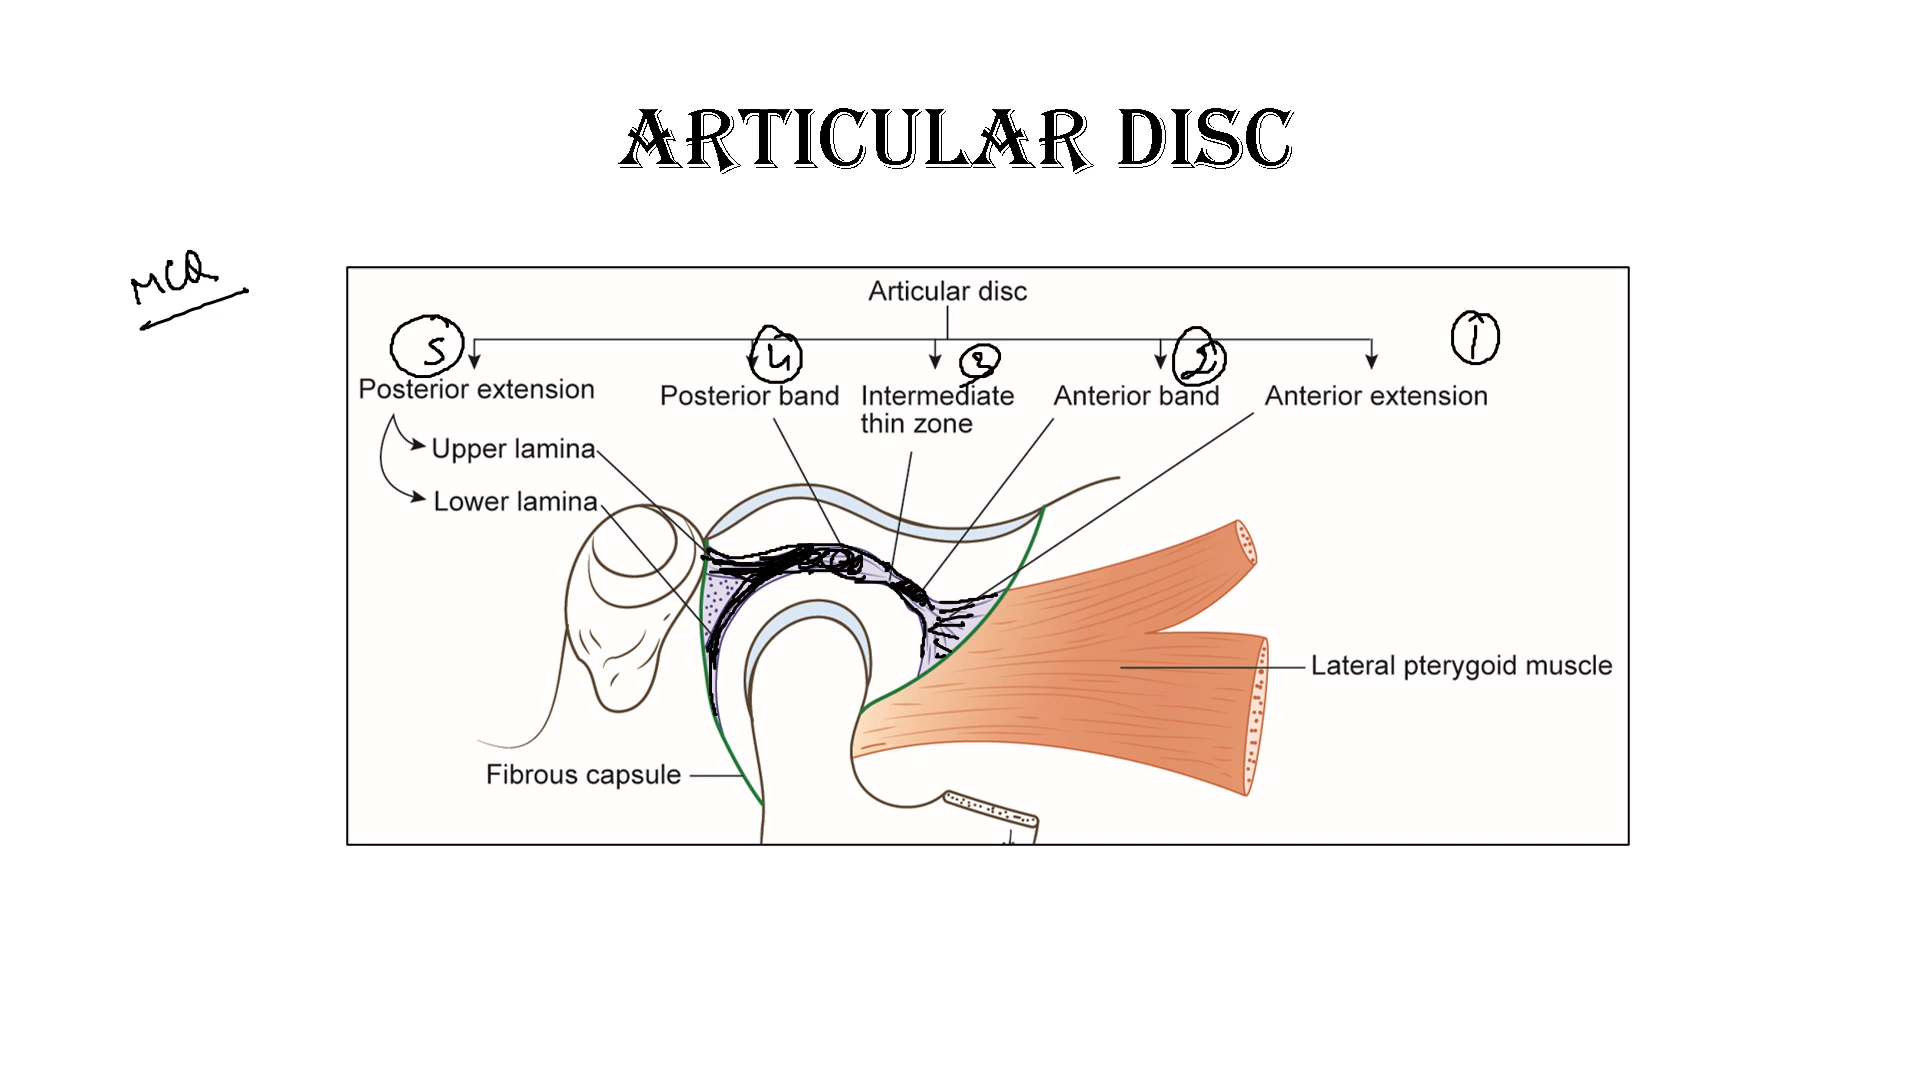 ARTICULAR DISC
MCQ
Articular disc
5 4 2 1
Posterior extension Posterior band Intermediate thin zone Anterior band Anterior extension
Upper lamina
Lower lamina
Lateral pterygoid muscle
Fibrous capsule